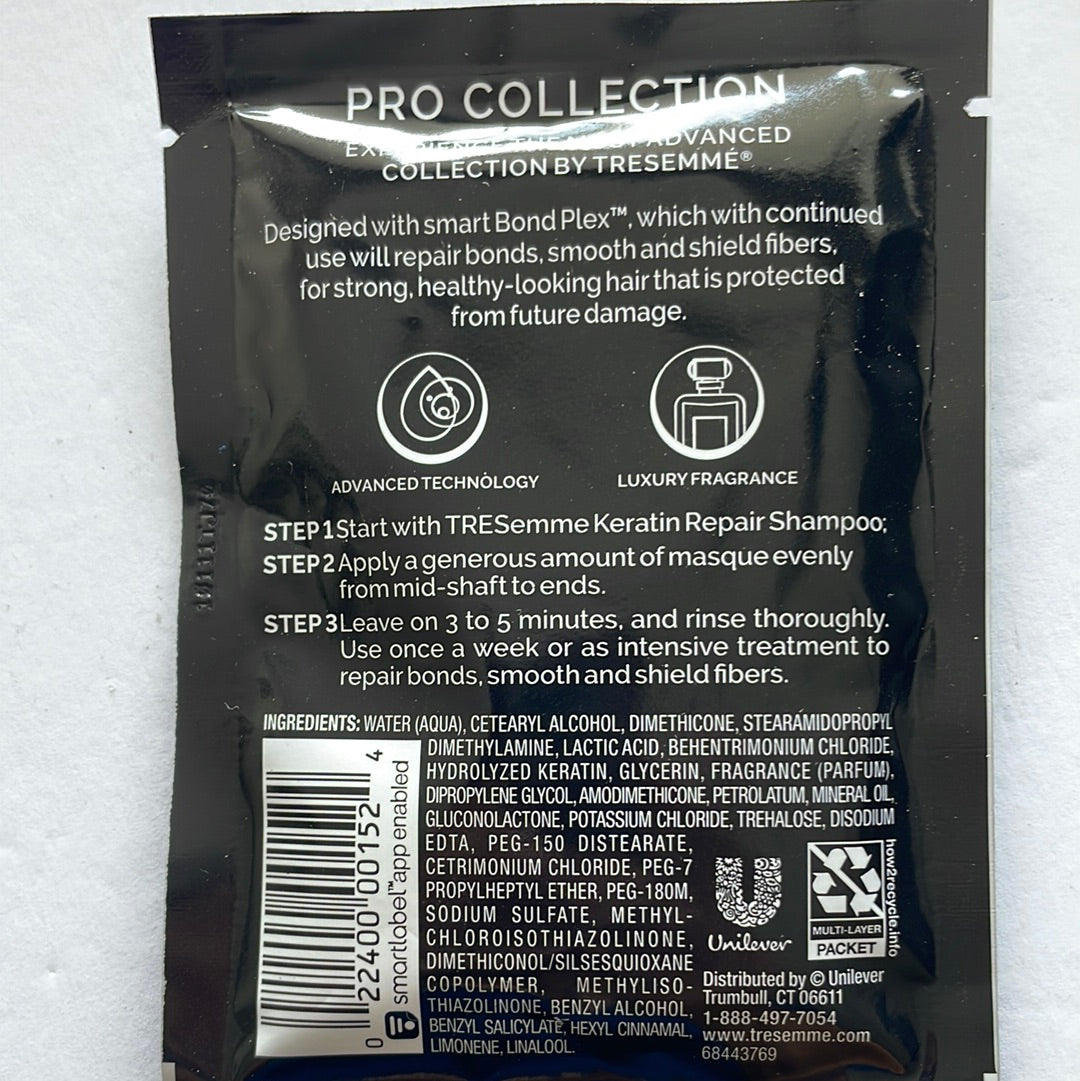 PRO COLLECTION
EXPERIENCE THE MOST ADVANCED
COLLECTION BY TRESEMMÉ®
Designed with smart Bond Plex™, which with continued
use will repair bonds, smooth and shield fibers,
for strong, healthy-looking hair that is protected
from future damage.
ADVANCED TECHNOLOGY
LUXURY FRAGRANCE
STEP 1 Start with TRESemme Keratin Repair Shampoo;
STEP 2 Apply a generous amount of masque evenly
from mid-shaft to ends.
STEP 3 Leave on 3 to 5 minutes, and rinse thoroughly.
Use once a week or as intensive treatment to
repair bonds, smooth and shield fibers.
INGREDIENTS: WATER (AQUA), CETEARYL ALCOHOL, DIMETHICONE, STEARAMIDOPROPYL
DIMETHYLAMINE, LACTIC ACID, BEHENTRIMONIUM CHLORIDE,
HYDROLYZED KERATIN, GLYCERIN, FRAGRANCE (PARFUM),
DIPROPYLENE GLYCOL, AMODIMETHICONE, PETROLATUM, MINERAL OIL,
GLUCONOLACTONE, POTASSIUM CHLORIDE, TREHALOSE, DISODIUM
EDTA, PEG-150 DISTEARATE,
CETRIMONIUM CHLORIDE, PEG-7
PROPYLHEPTYL ETHER, PEG-180M,
SODIUM SULFATE, METHYL-
CHLOROISOTHIAZOLINONE,
DIMETHICONOL/SILSESQUIOXANE
COPOLYMER, METHYLISO-
THIAZOLINONE, BENZYL ALCOHOL,
BENZYL SALICYLATE, HEXYL CINNAMAL,
LIMONENE, LINALOOL.
0 22400 00152 4
smartlabel™ app enabled
Unilever
MULTI-LAYER
PACKET
how2recycle.info
Distributed by © Unilever
Trumbull, CT 06611
1-888-497-7054
www.tresemme.com
68443769